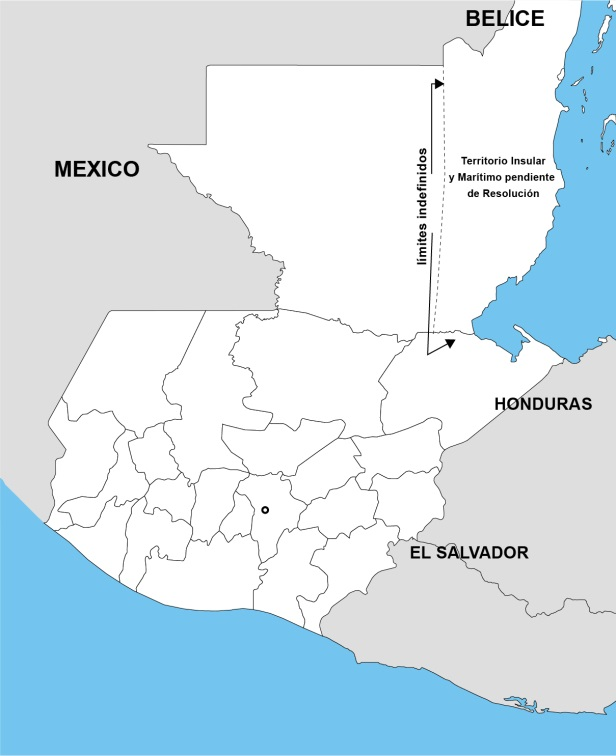 BELICE
MEXICO
Territorio Insular
y Marítimo pendiente
de Resolución
límites indefinidos
HONDURAS
EL SALVADOR